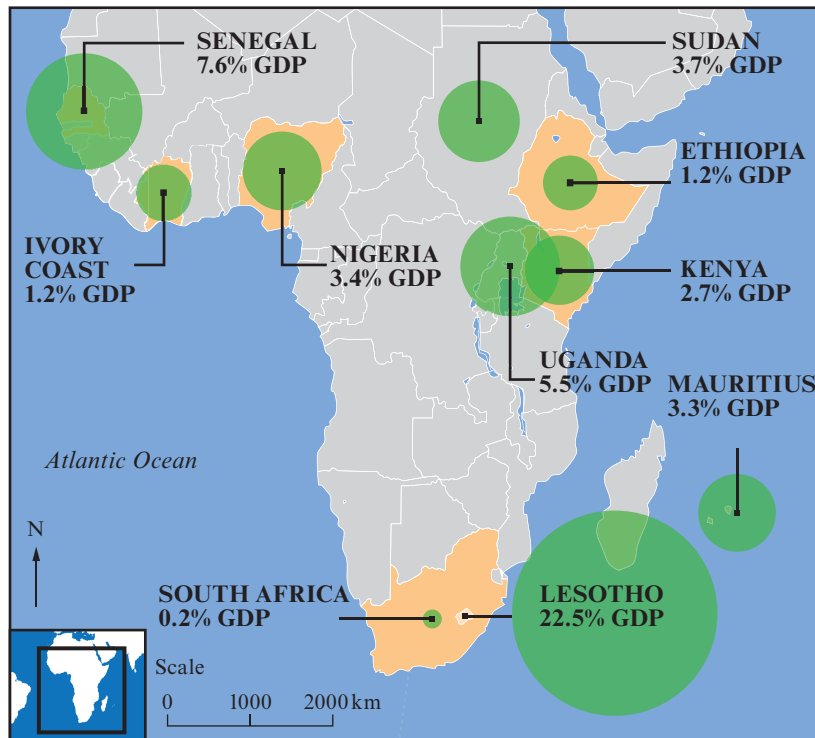 SENEGAL
7.6% GDP
SUDAN
3.7% GDP
ETHIOPIA
1.2% GDP
IVORY
COAST
1.2% GDP
NIGERIA
3.4% GDP
KENYA
2.7% GDP
UGANDA
5.5% GDP
MAURITIUS
3.3% GDP
Atlantic Ocean
N
SOUTH AFRICA
0.2% GDP
LESOTHO
22.5% GDP
Scale
0 1000 2000 km